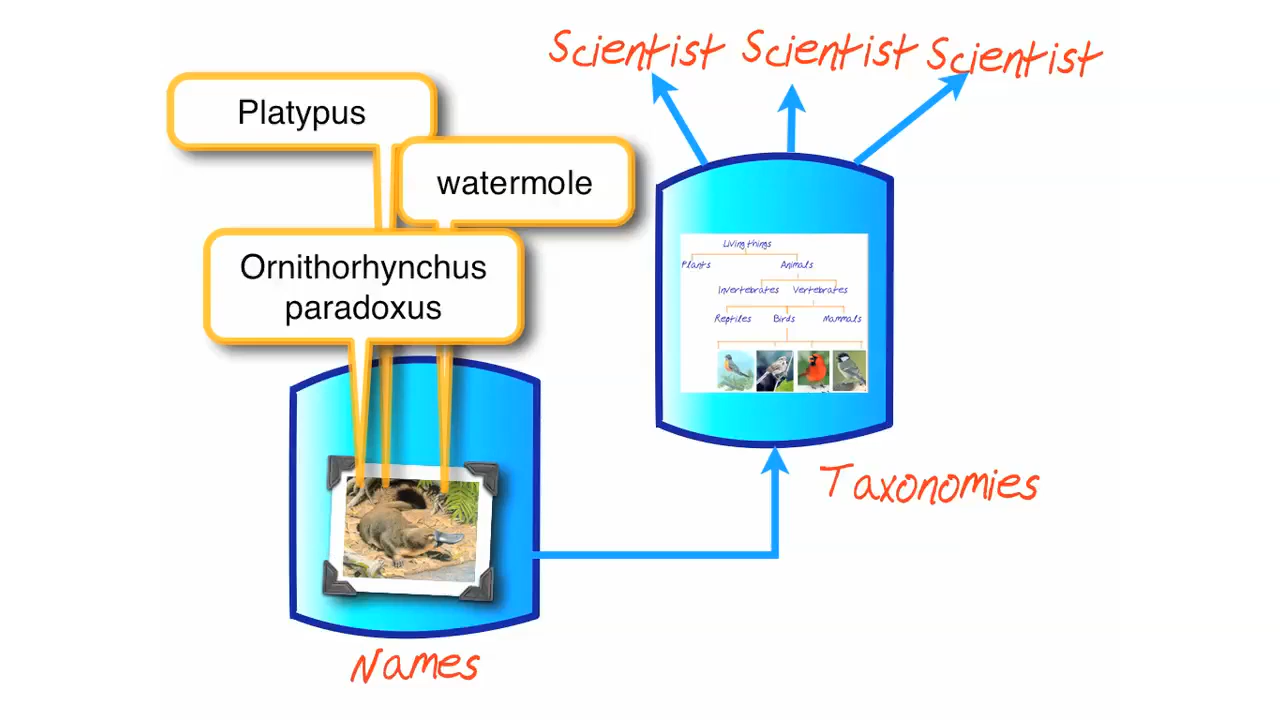 Scientist Scientist Scientist
Platypus
watermole
Ornithorhynchus
paradoxus
Living things
Plants Animals
Invertebrates Vertebrates
Reptiles Birds Mammals
Taxonomies
Names